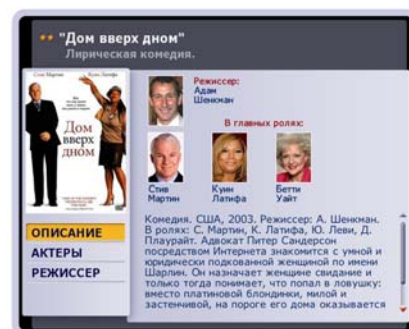 "Дом вверх дном"
Лирическая комедия.
Стив Мартин
Куин Латифа
Дом
вверх
дном
Режиссер:
Адам
Шенкман
В главных ролях:
Стив
Мартин
Куин
Латифа
Бетти
Уайт
ОПИСАНИЕ
АКТЕРЫ
РЕЖИССЕР
Комедия. США, 2003. Режиссер: А. Шенкман.
В ролях: С. Мартин, К. Латифа, Ю. Леви, Д.
Плаурайт. Адвокат Питер Сандерсон
посредством Интернета знакомится с умной и
юридически подкованной женщиной по имени
Шарлин. Он назначает женщине свидание и
только тогда понимает, что попал в ловушку:
вместо платиновой блондинки, милой и
застенчивой, на пороге его дома оказывается